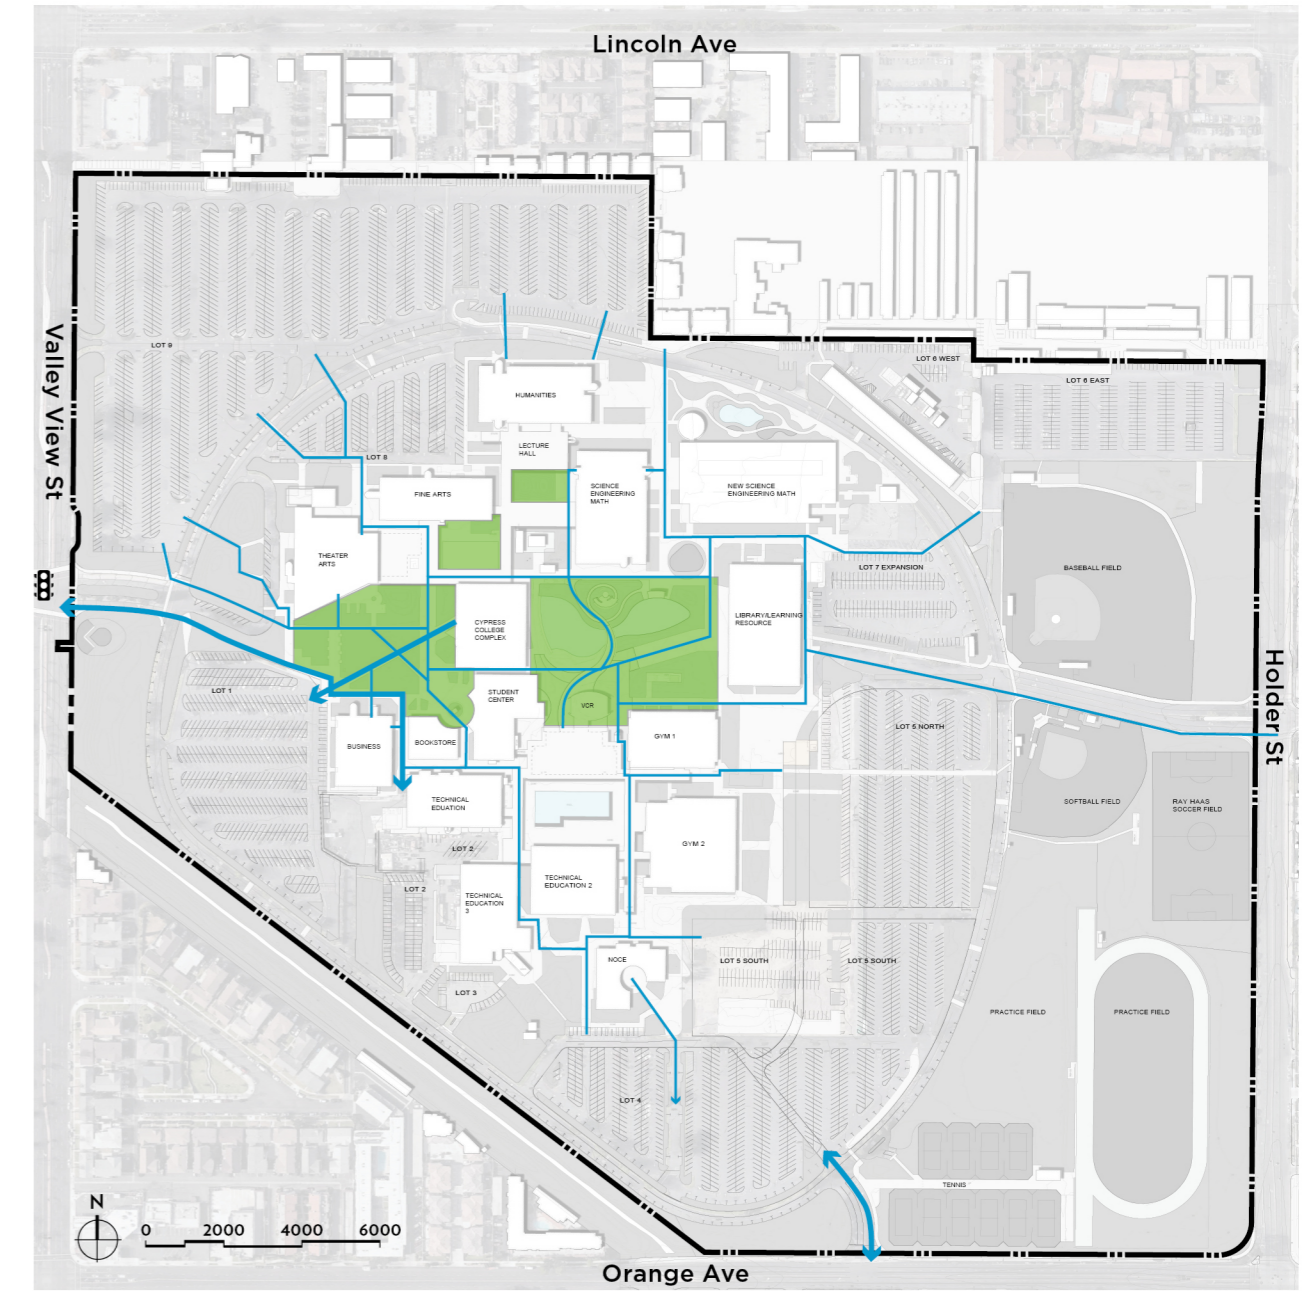 Lincoln Ave
Valley View St
Holder St
LOT 9
LOT 6 WEST
LOT 6 EAST
HUMANITIES
LECTURE
HALL
LOT 8
FINE ARTS
SCIENCE
ENGINEERING
MATH
NEW SCIENCE
ENGINEERING MATH
THEATER
ARTS
LOT 7 EXPANSION
BASEBALL FIELD
CYPRESS
COLLEGE
COMPLEX
LIBRARY/LEARNING
RESOURCE
LOT 1
STUDENT
CENTER
VCR
LOT 5 NORTH
BUSINESS
BOOKSTORE
GYM 1
TECHNICAL
EDUATION
SOFTBALL FIELD
RAY HAAS
SOCCER FIELD
LOT 2
GYM 2
LOT 2
TECHNICAL
EDUCATION 2
TECHNICAL
EDUCATION
3
NOCE
LOT 5 SOUTH
LOT 5 SOUTH
LOT 3
PRACTICE FIELD
PRACTICE FIELD
LOT 4
TENNIS
N
0 2000 4000 6000
Orange Ave